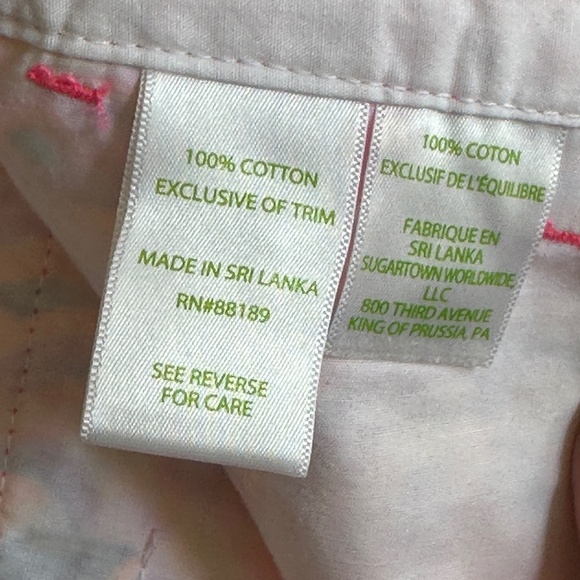 100% COTTON
EXCLUSIVE OF TRIM
MADE IN SRI LANKA
RN#88189
SEE REVERSE
FOR CARE
100% COTON
EXCLUSIF DE L'ÉQUILIBRE
FABRIQUE EN
SRI LANKA
SUGARTOWN WORLDWIDE,
LLC
800 THIRD AVENUE
KING OF PRUSSIA, PA